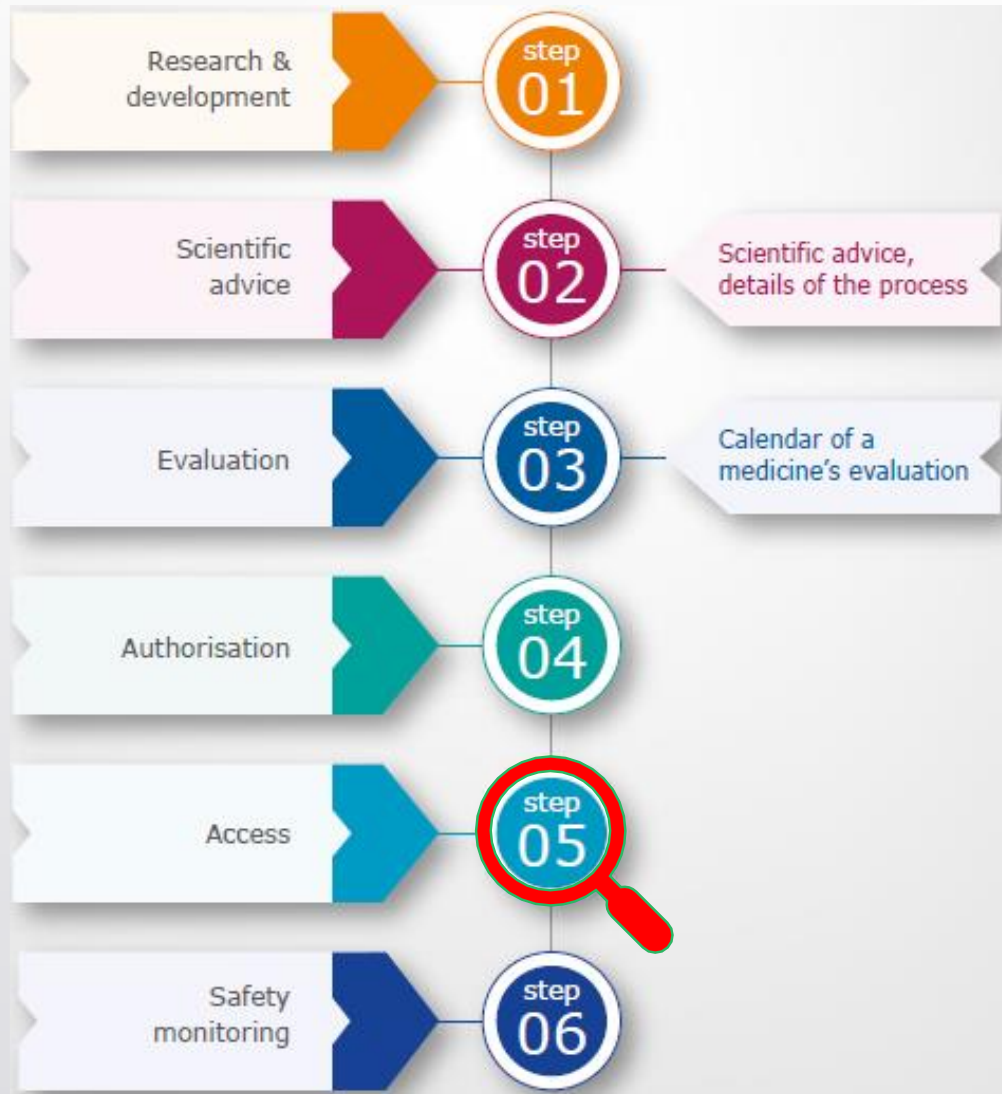 Research &
development
step
01
Scientific
advice
step
02
Scientific advice,
details of the process
Evaluation
step
03
Calendar of a
medicine's evaluation
Authorisation
step
04
Access
step
05
Safety
monitoring
step
06